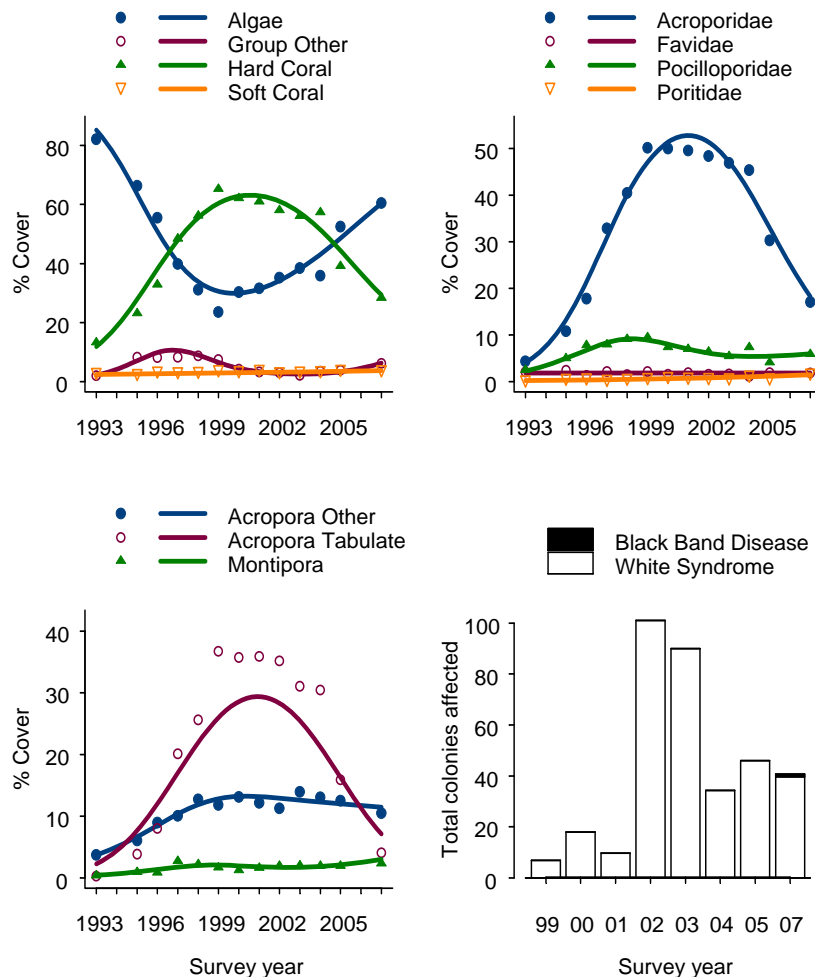 Algae
Group Other
Hard Coral
Soft Coral
80
60
40
20
0
% Cover
1993 1996 1999 2002 2005
Acroporidae
Favidae
Pocilloporidae
Poritidae
50
40
30
20
10
0
% Cover
1993 1996 1999 2002 2005
Acropora Other
Acropora Tabulate
Montipora
40
30
20
10
0
% Cover
1993 1996 1999 2002 2005
Survey year
Black Band Disease
White Syndrome
100
80
60
40
20
0
Total colonies affected
99 00 01 02 03 04 05 07
Survey year